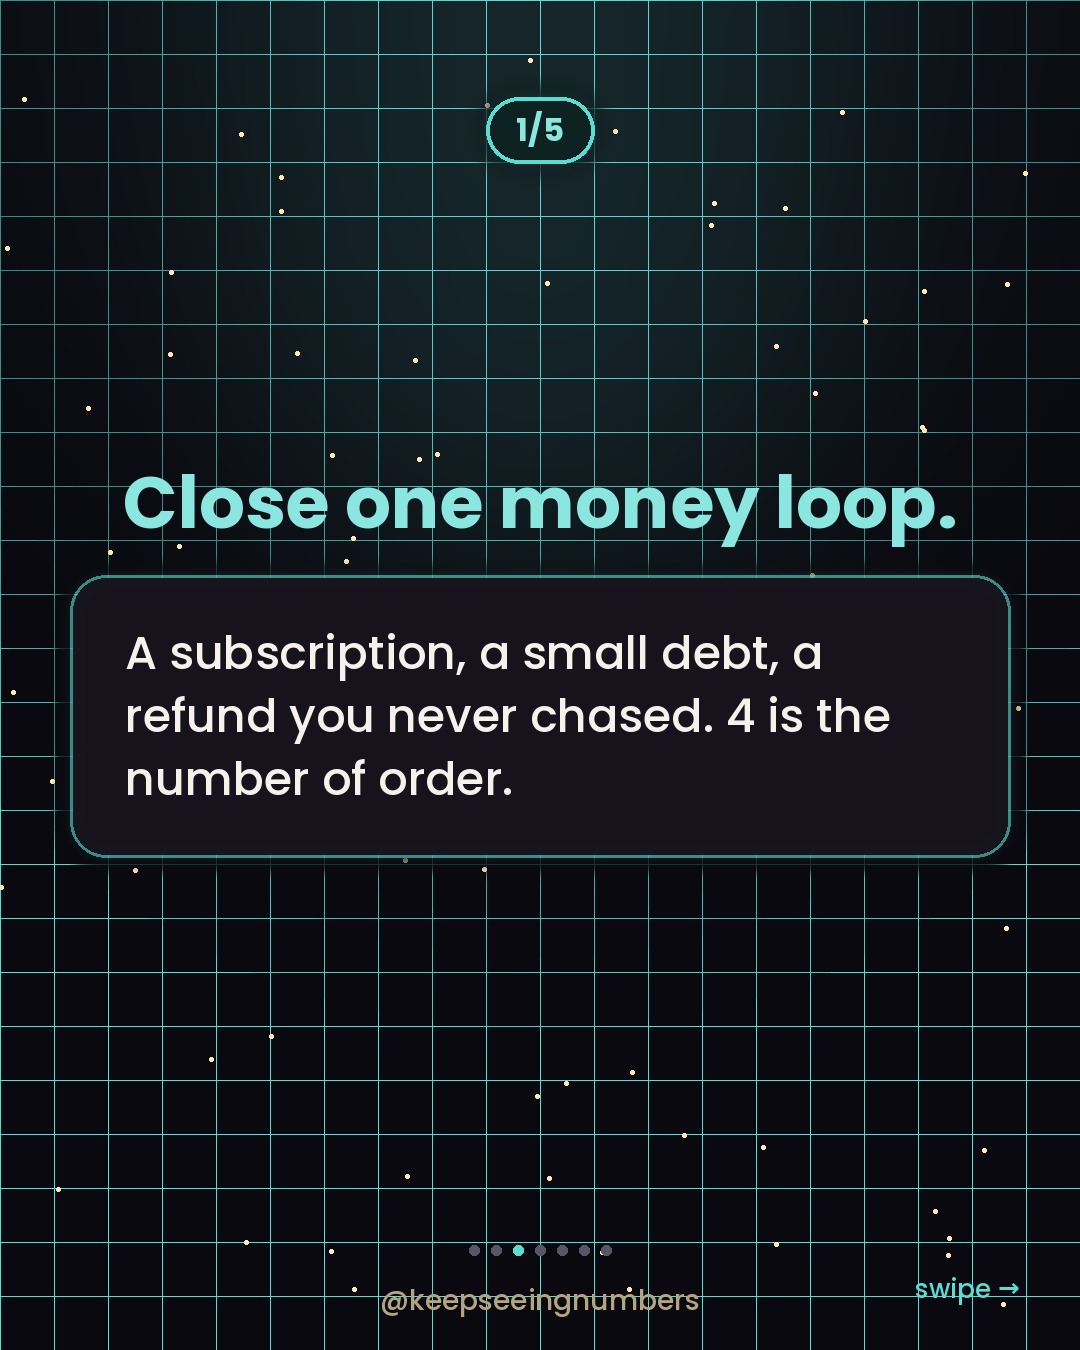 1/5
Close one money loop.
A subscription, a small debt, a
refund you never chased. 4 is the
number of order.
swipe →
@keepseeingnumbers